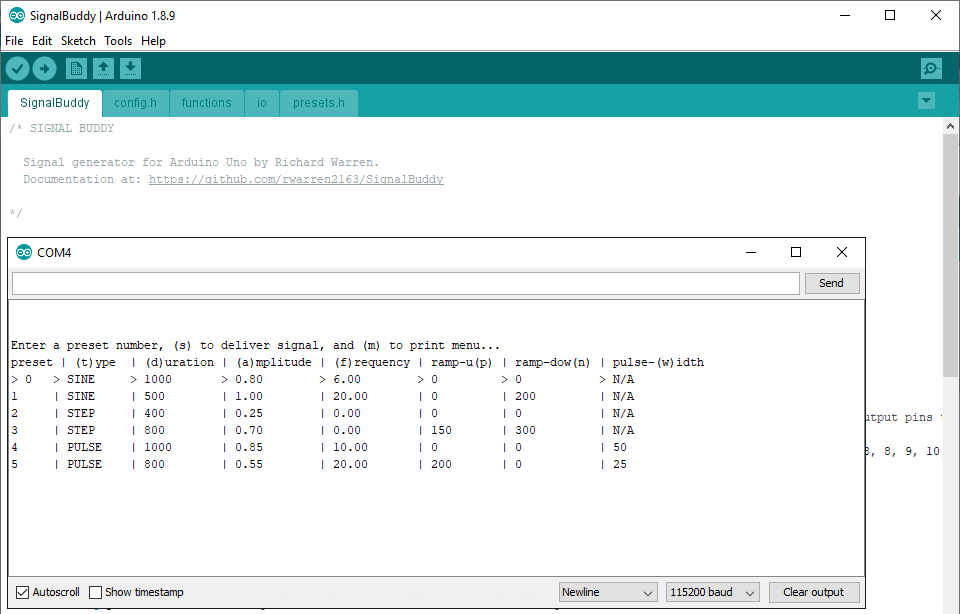 SignalBuddy | Arduino 1.8.9
File Edit Sketch Tools Help
SignalBuddy config.h functions io presets.h
/* SIGNAL BUDDY
Signal generator for Arduino Uno by Richard Warren.
Documentation at: https://github.com/rwarren2163/SignalBuddy
*/
COM4
Send
Enter a preset number, (s) to deliver signal, and (m) to print menu...
preset | (t)ype | (d)uration | (a)mplitude | (f)requency | ramp-u(p) | ramp-dow(n) | pulse-(w)idth
> 0 > SINE > 1000 > 0.80 > 6.00 > 0 > 0 > N/A
1 | SINE | 500 | 1.00 | 20.00 | 0 | 200 | N/A
2 | STEP | 400 | 0.25 | 0.00 | 0 | 0 | N/A
3 | STEP | 800 | 0.70 | 0.00 | 150 | 300 | N/A
utput pins
4 | PULSE | 1000 | 0.85 | 10.00 | 0 | 0 | 50
, 8, 9, 10
5 | PULSE | 800 | 0.55 | 20.00 | 200 | 0 | 25
Autoscroll Show timestamp Newline 115200 baud Clear output